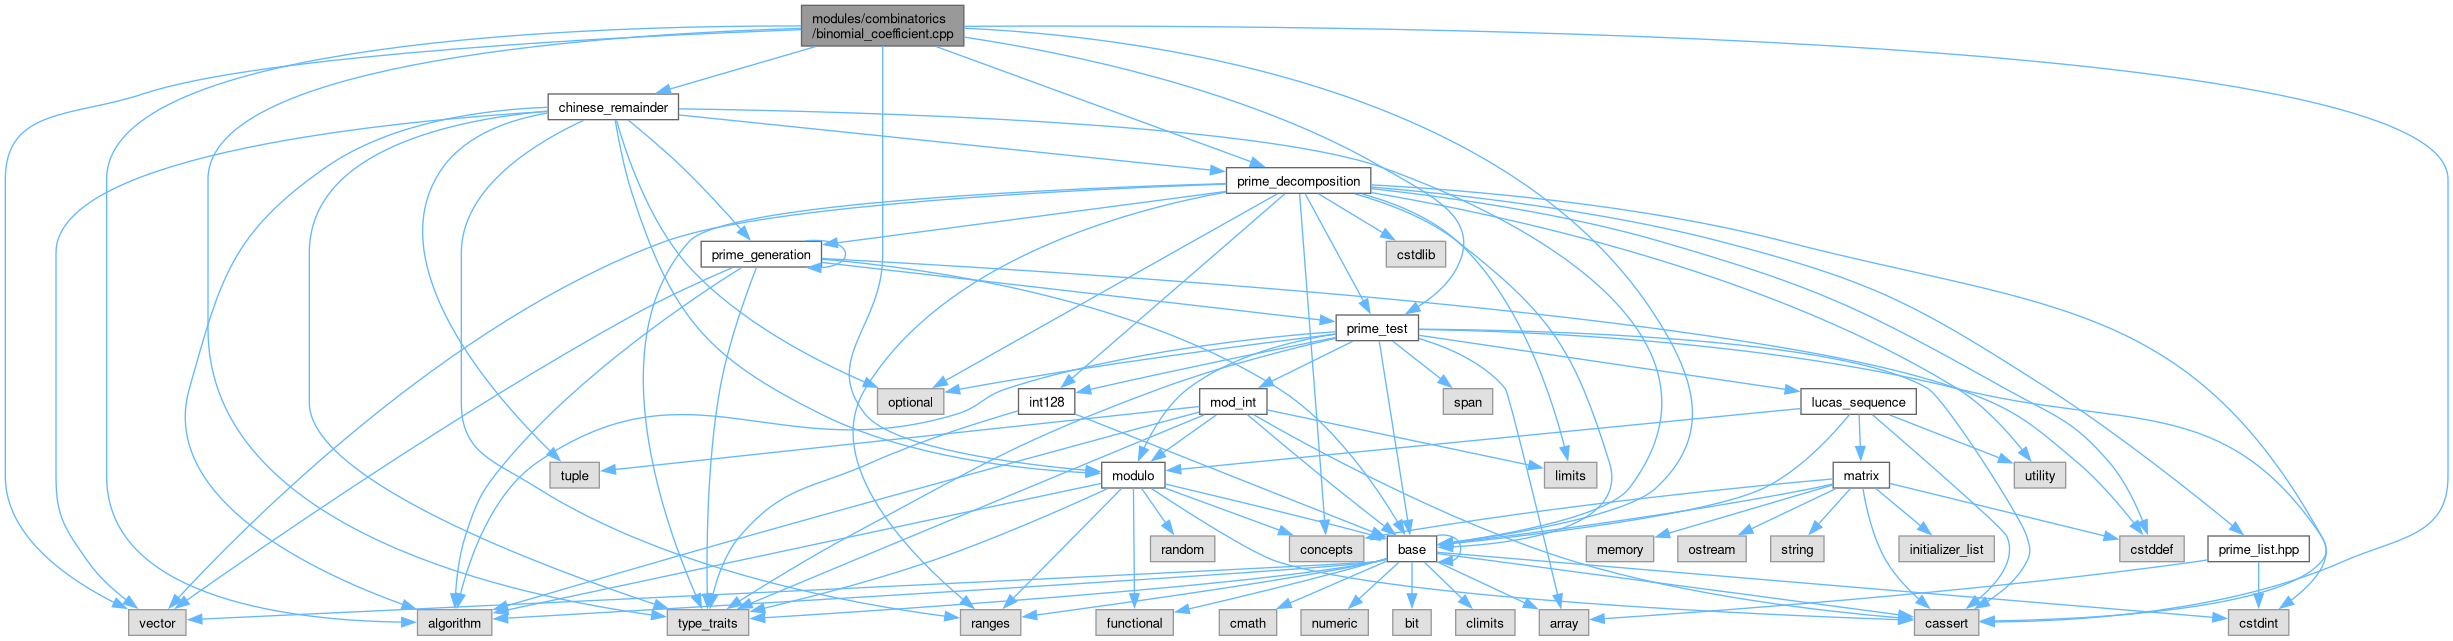 modules/combinatorics
/binomial_coefficient.cpp
chinese_remainder
prime_decomposition
prime_generation
cstdlib
prime_test
optional
int128
mod_int
span
lucas_sequence
tuple
modulo
limits
matrix
utility
random
concepts
base
memory
ostream
string
initializer_list
cstddef
prime_list.hpp
vector
algorithm
type_traits
ranges
functional
cmath
numeric
bit
climits
array
cassert
cstdint